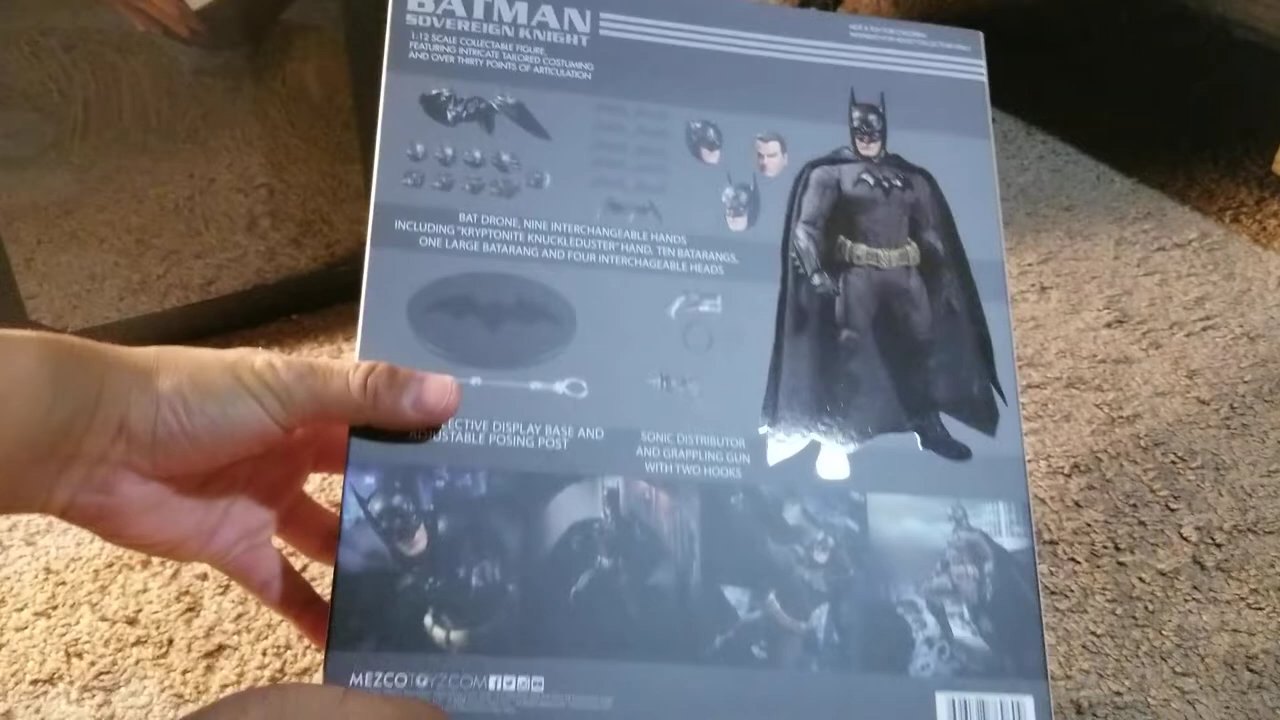 BATMAN
SOVEREIGN KNIGHT
1:12 SCALE COLLECTABLE FIGURE,
FEATURING INTRICATE TAILORED COSTUMING
AND OVER THIRTY POINTS OF ARTICULATION
BAT DRONE, NINE INTERCHANGEABLE HANDS
INCLUDING "KRYPTONITE KNUCKLEDUSTER" HAND, TEN BATARANGS,
ONE LARGE BATARANG AND FOUR INTERCHAGEABLE HEADS
DISPLAY BASE AND
POSING POST
SONIC DISTRIBUTOR
AND GRAPPLING GUN
WITH TWO HOOKS
MEZCOTOYZ.COM